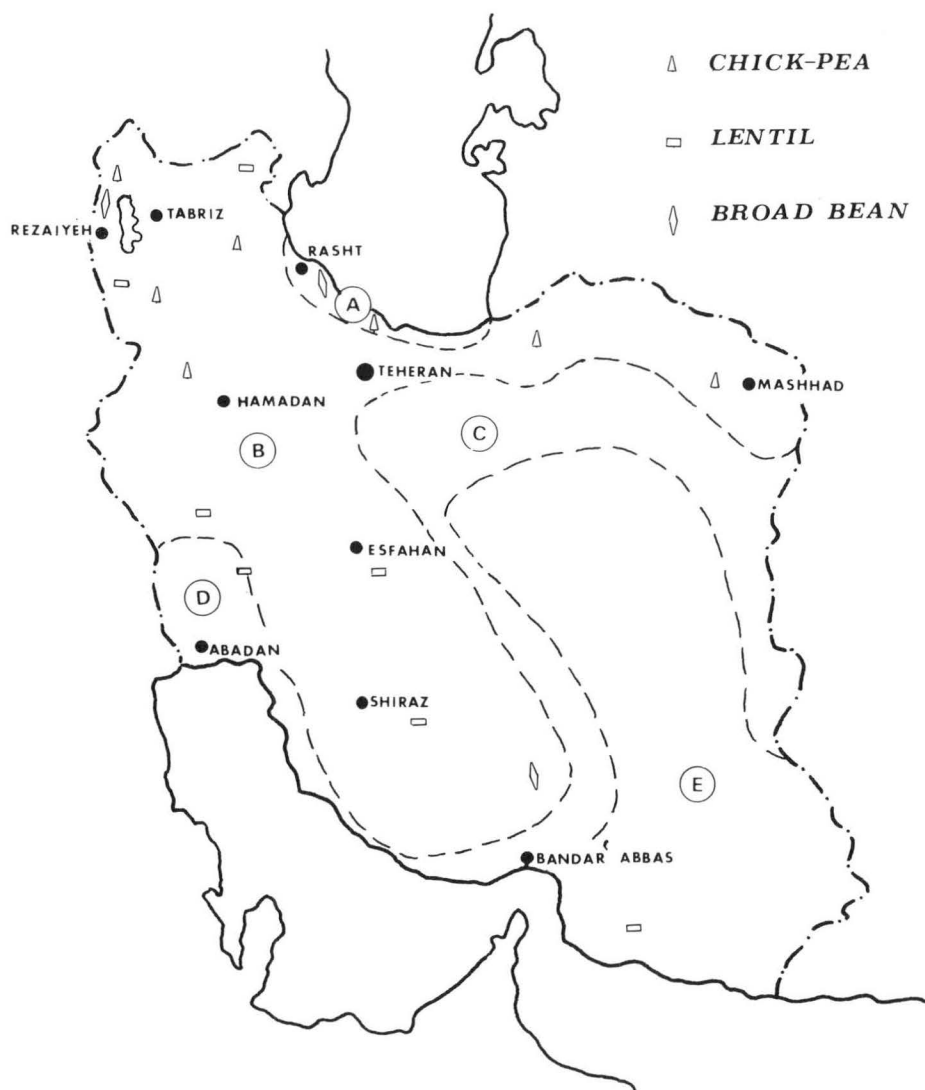 CHICK-PEA
LENTIL
BROAD BEAN
TABRIZ
REZAIYEH
RASHT
A
TEHERAN
MASHHAD
HAMADAN
C
B
ESFAHAN
D
ABADAN
SHIRAZ
E
BANDAR ABBAS